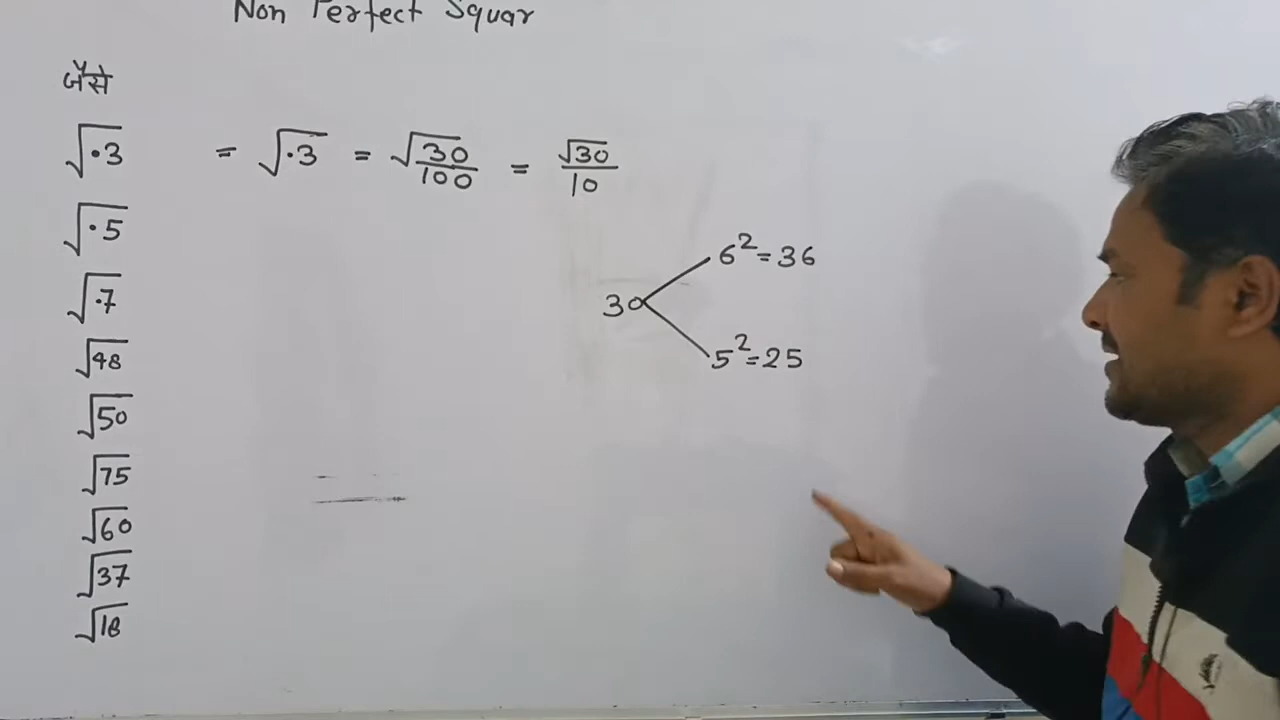 Non Perfect Squar
जैसे
√.3 = √.3 = √30/100 = √30/10
√.5
6² = 36
√.7
30
√48
5² = 25
√50
√75
√60
√37
√18